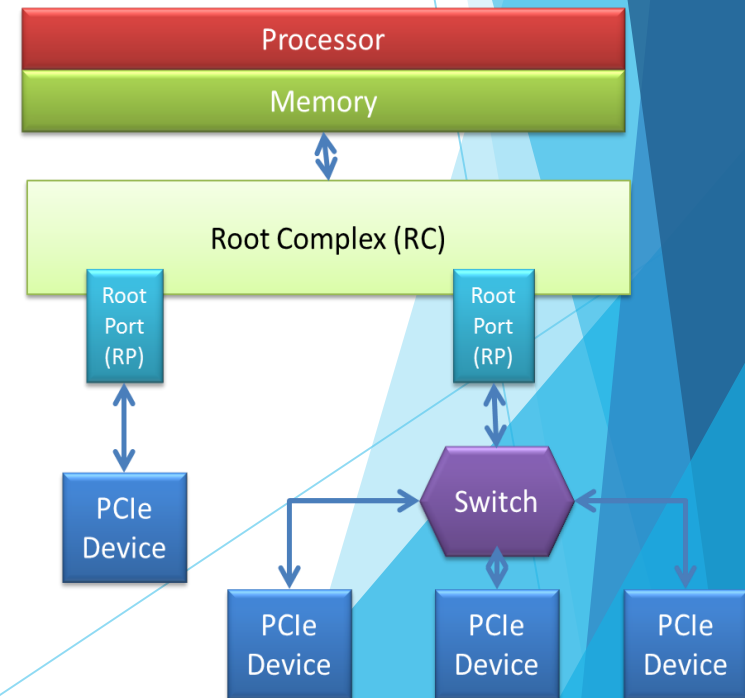 Processor
Memory
Root Complex (RC)
Root
Port
(RP)
Root
Port
(RP)
PCIe
Device
Switch
PCIe
Device
PCIe
Device
PCIe
Device